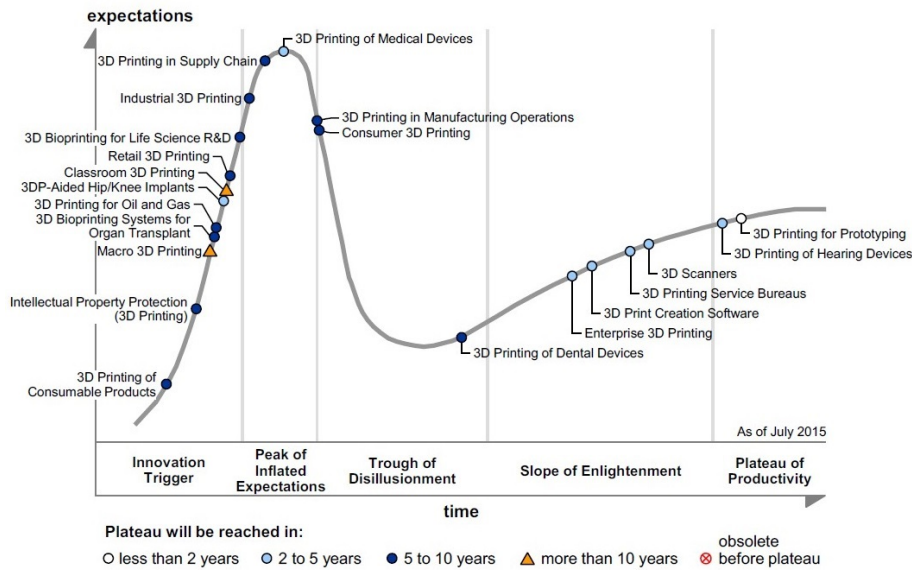 expectations
3D Printing of Medical Devices
3D Printing in Supply Chain
Industrial 3D Printing
3D Printing in Manufacturing Operations
Consumer 3D Printing
3D Bioprinting for Life Science R&D
Retail 3D Printing
Classroom 3D Printing
3DP-Aided Hip/Knee Implants
3D Printing for Oil and Gas
3D Bioprinting Systems for
Organ Transplant
Macro 3D Printing
Intellectual Property Protection
(3D Printing)
3D Printing of
Consumable Products
3D Printing for Prototyping
3D Printing of Hearing Devices
3D Scanners
3D Printing Service Bureaus
3D Print Creation Software
Enterprise 3D Printing
3D Printing of Dental Devices
As of July 2015
Innovation
Trigger
Peak of
Inflated
Expectations
Trough of
Disillusionment
Slope of Enlightenment
Plateau of
Productivity
time
Plateau will be reached in:
less than 2 years
2 to 5 years
5 to 10 years
more than 10 years
obsolete
before plateau